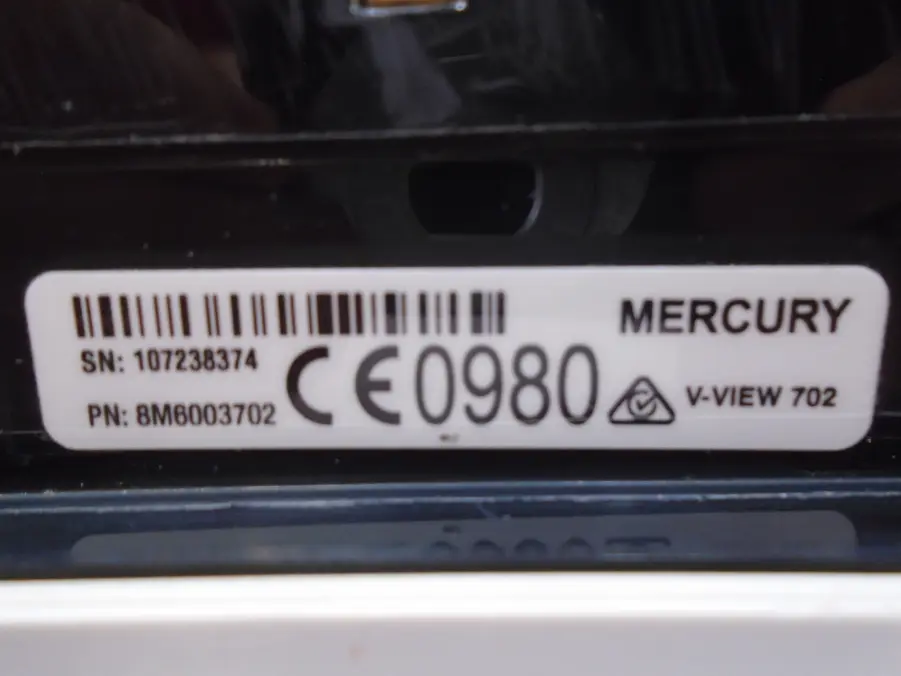 MERCURY
SN: 107238374
CE0980
V-VIEW 702
PN: 8M6003702